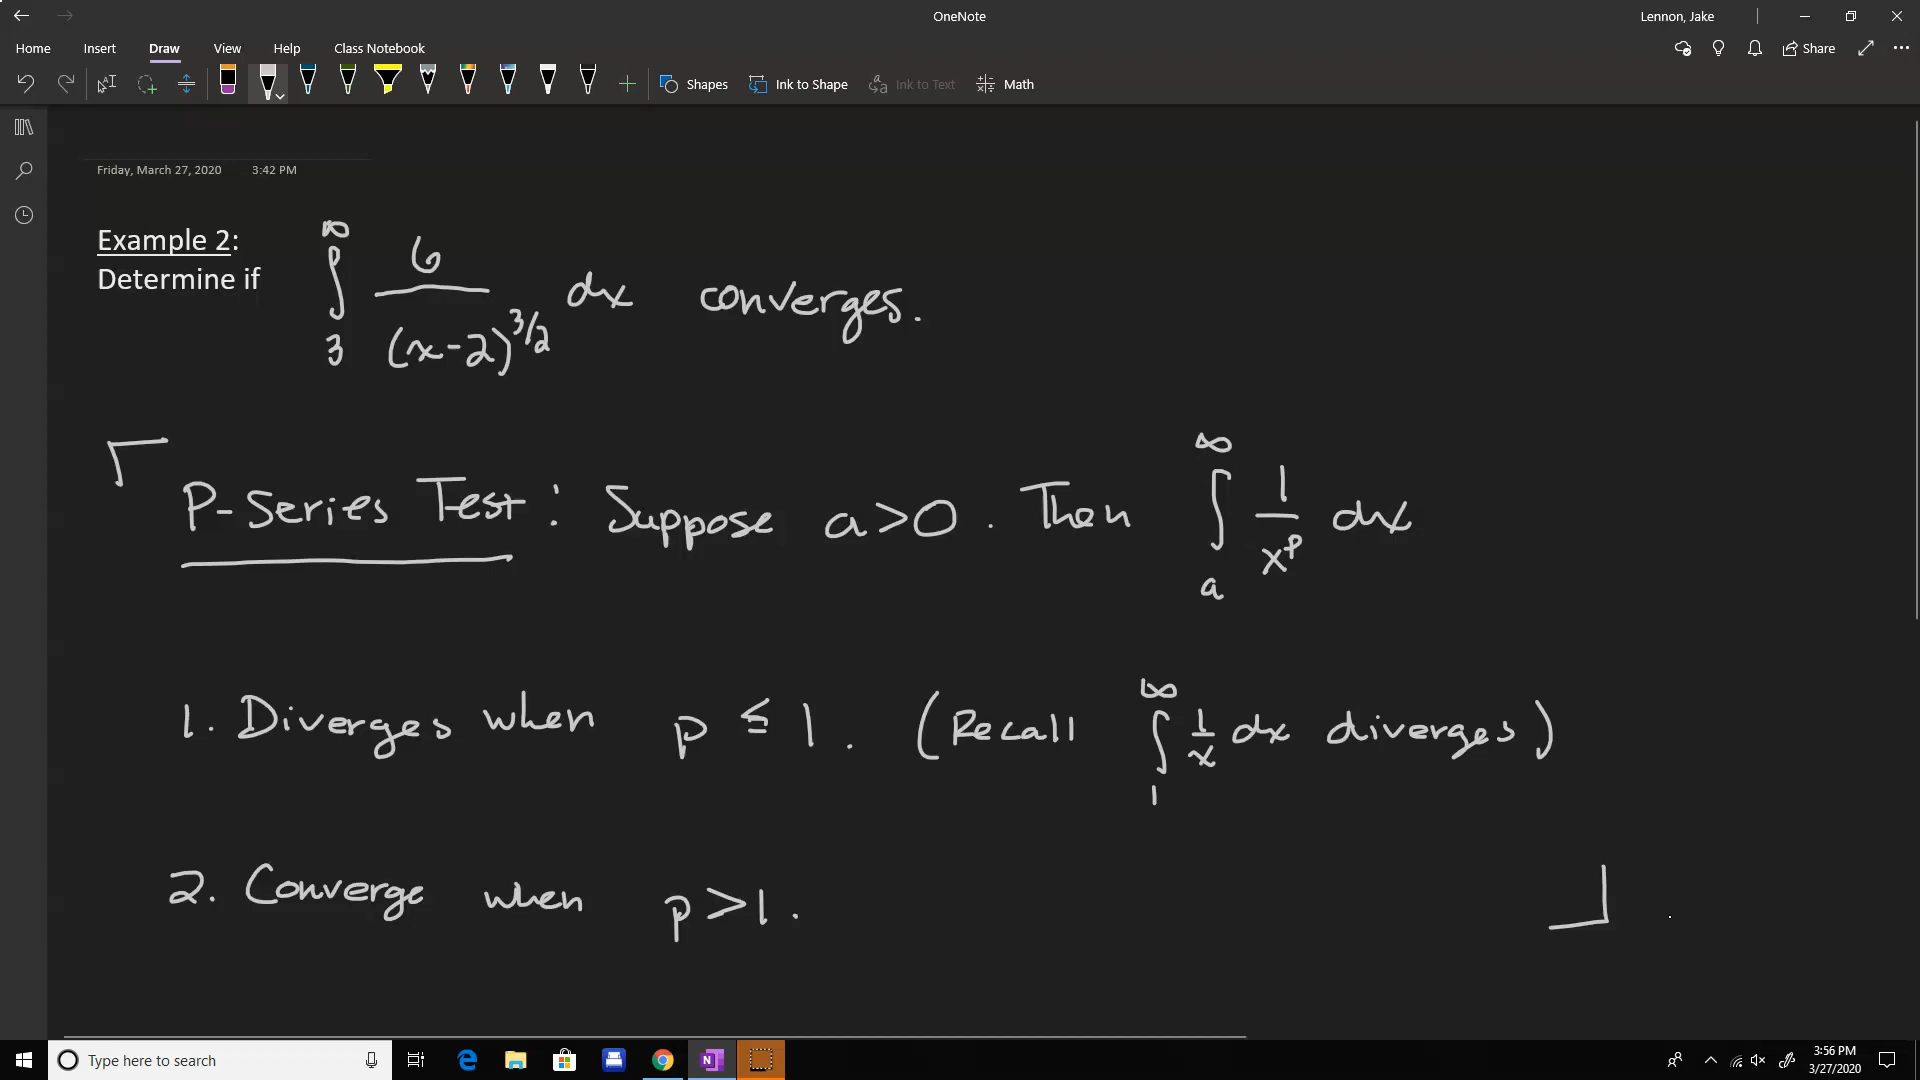 OneNote
Lennon, Jake
Home Insert Draw View Help Class Notebook
Share
Shapes Ink to Shape Ink to Text Math
Friday, March 27, 2020 3:42 PM
Example 2:
Determine if ∫_3^∞ 6/(x-2)^{3/2} dx converges.
P-Series Test: Suppose a>0. Then ∫_a^∞ 1/x^p dx
1. Diverges when p ≤ 1. (Recall ∫_1^∞ 1/x dx diverges)
2. Converge when p>1.
Type here to search
3:56 PM
3/27/2020